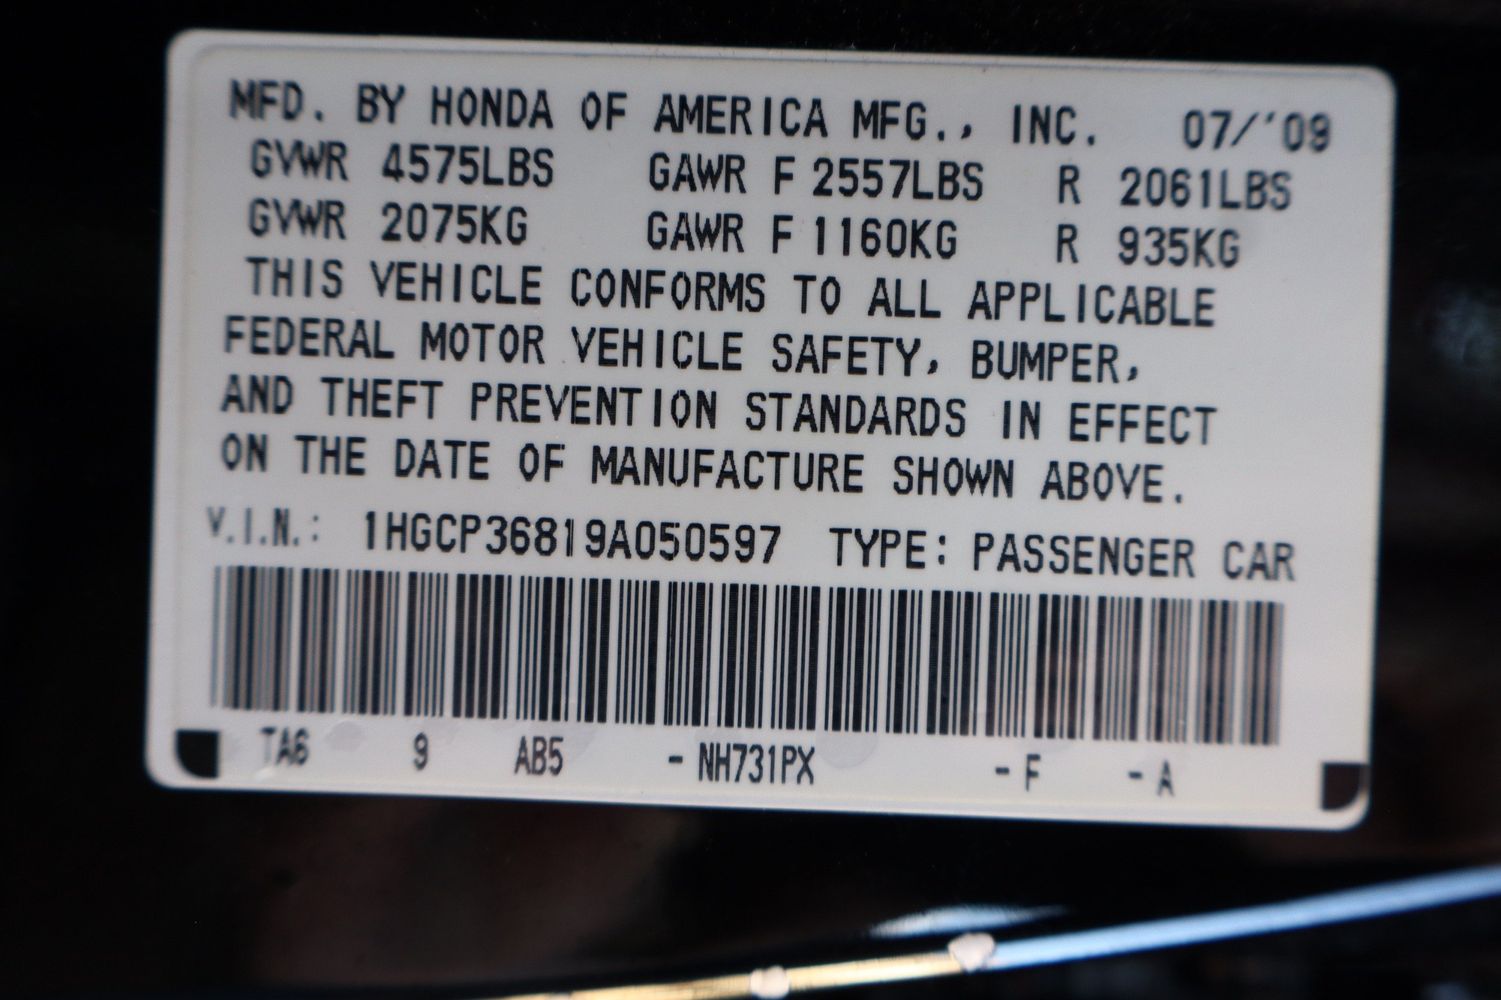 MFD. BY HONDA OF AMERICA MFG., INC. 07/'09
GVWR 4575LBS GAWR F 2557LBS R 2061LBS
GVWR 2075KG GAWR F 1160KG R 935KG
THIS VEHICLE CONFORMS TO ALL APPLICABLE
FEDERAL MOTOR VEHICLE SAFETY, BUMPER,
AND THEFT PREVENTION STANDARDS IN EFFECT
ON THE DATE OF MANUFACTURE SHOWN ABOVE.
V.I.N.: 1HGCP36819A050597 TYPE: PASSENGER CAR
TA6 9 AB5 - NH731PX - F - A